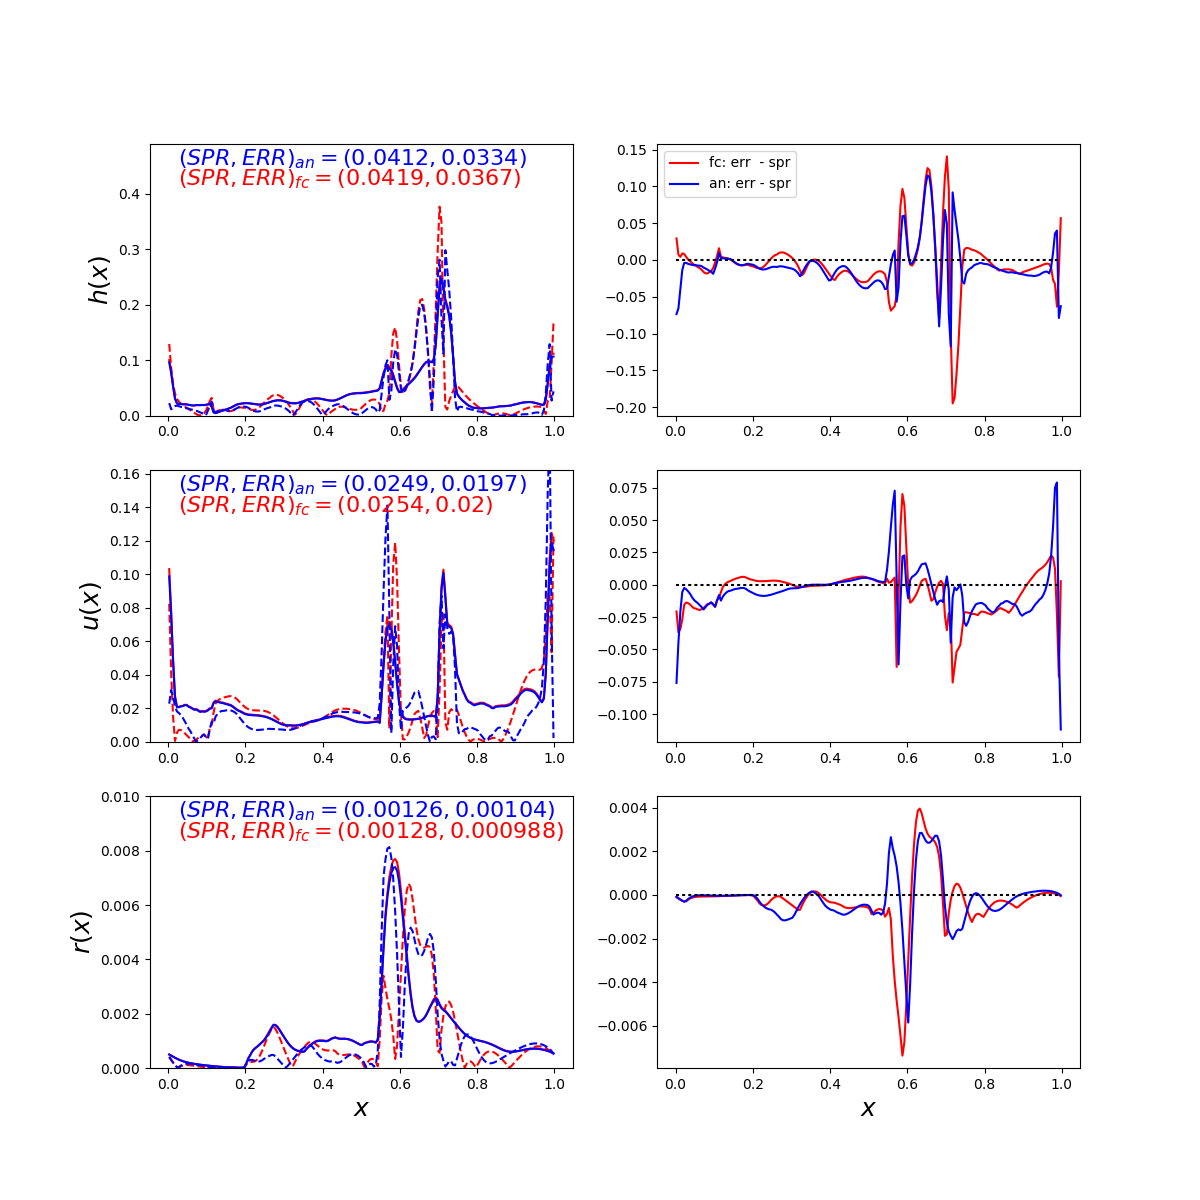 (SPR, ERR)an = (0.0412, 0.0334)
(SPR, ERR)fc = (0.0419, 0.0367)
h(x)
0.4
0.3
0.2
0.1
0.0
0.0 0.2 0.4 0.6 0.8 1.0
fc: err - spr
an: err - spr
0.15
0.10
0.05
0.00
−0.05
−0.10
−0.15
−0.20
0.0 0.2 0.4 0.6 0.8 1.0
(SPR, ERR)an = (0.0249, 0.0197)
(SPR, ERR)fc = (0.0254, 0.02)
u(x)
0.16
0.14
0.12
0.10
0.08
0.06
0.04
0.02
0.00
0.0 0.2 0.4 0.6 0.8 1.0
0.075
0.050
0.025
0.000
−0.025
−0.050
−0.075
−0.100
0.0 0.2 0.4 0.6 0.8 1.0
(SPR, ERR)an = (0.00126, 0.00104)
(SPR, ERR)fc = (0.00128, 0.000988)
r(x)
0.010
0.008
0.006
0.004
0.002
0.000
0.0 0.2 0.4 0.6 0.8 1.0
x
0.004
0.002
0.000
−0.002
−0.004
−0.006
0.0 0.2 0.4 0.6 0.8 1.0
x